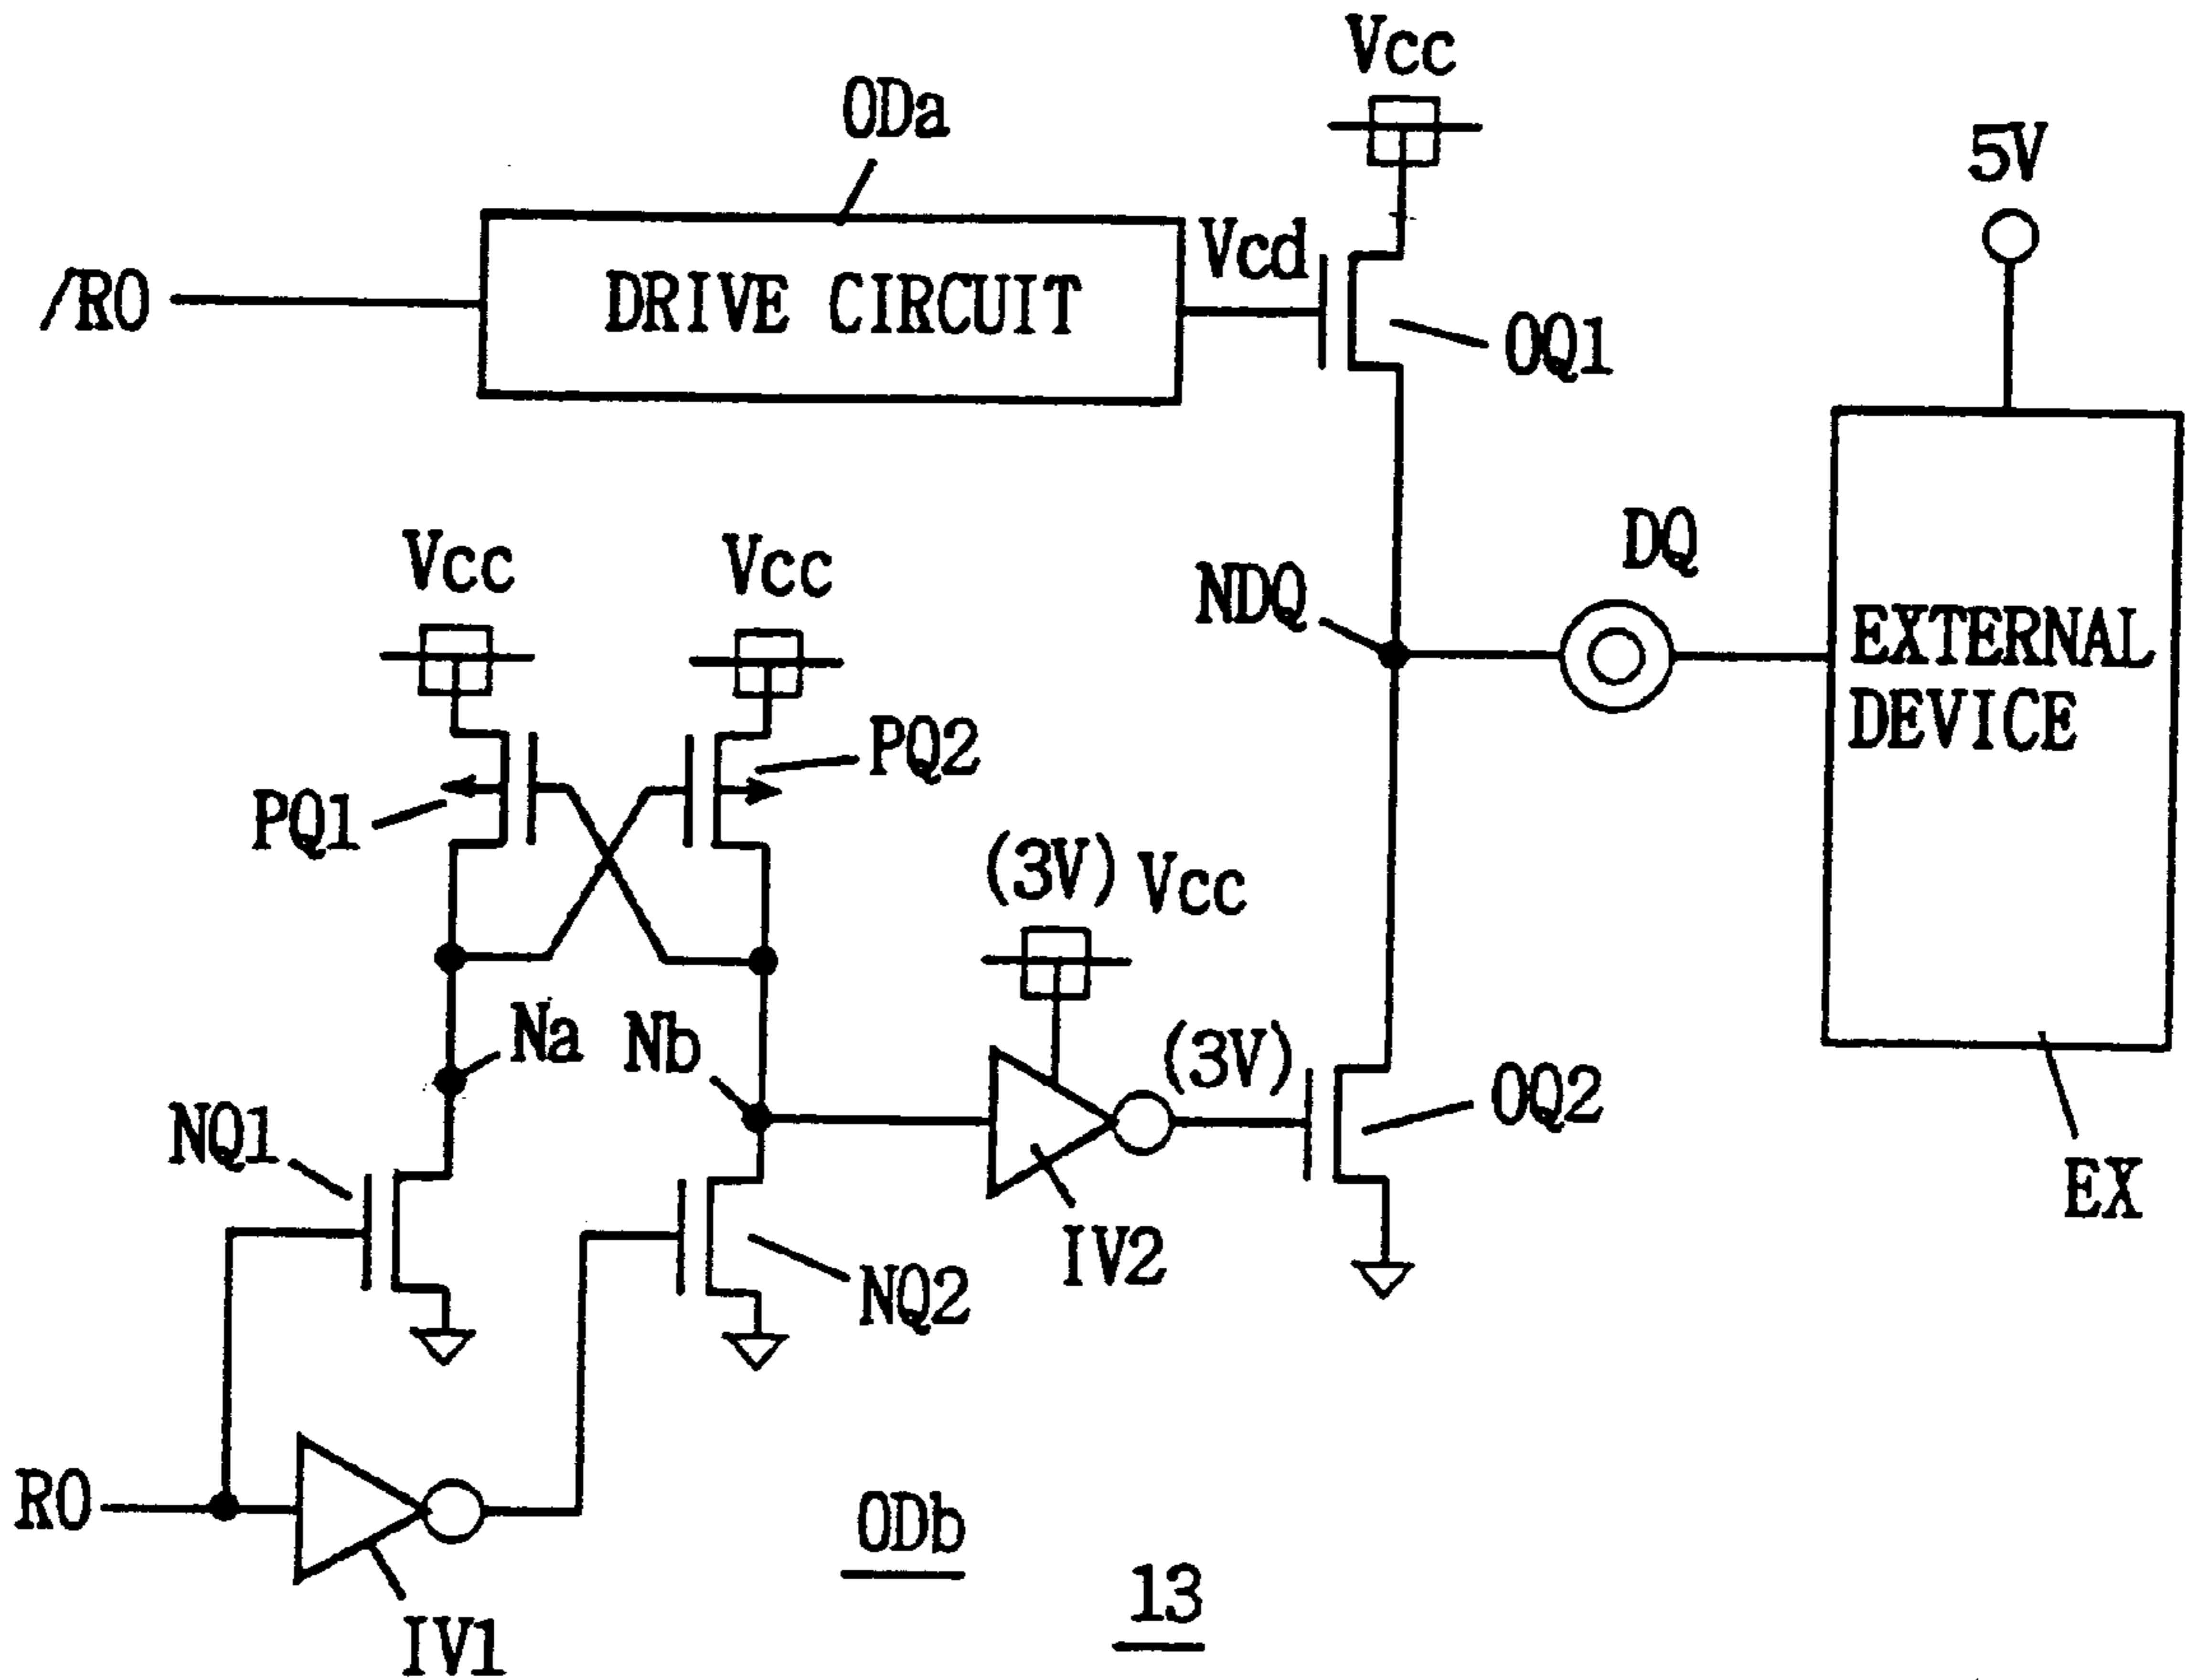 Vcc
ODa
5V
Vcd
/RO
DRIVE CIRCUIT
OQ1
DQ
Vcc
Vcc
NDQ
EXTERNAL
DEVICE
PQ2
PQ1
(3V) Vcc
Na
Nb
(3V)
OQ2
NQ1
EX
IV2
NQ2
RO
ODb
13
IV1